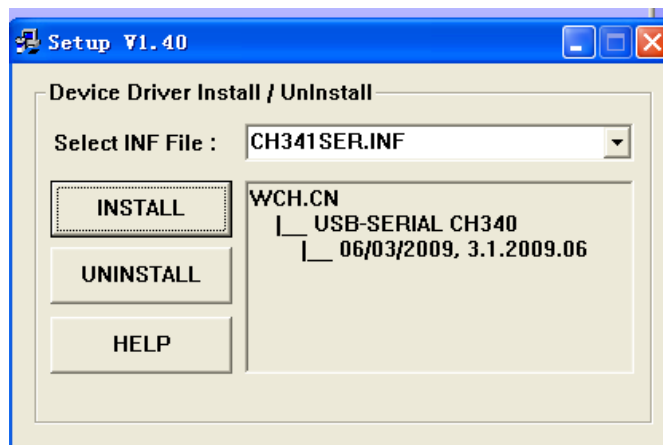 Setup V1.40
Device Driver Install / UnInstall
Select INF File :
CH341SER.INF
INSTALL
WCH.CN
|__ USB-SERIAL CH340
|__ 06/03/2009, 3.1.2009.06
UNINSTALL
HELP